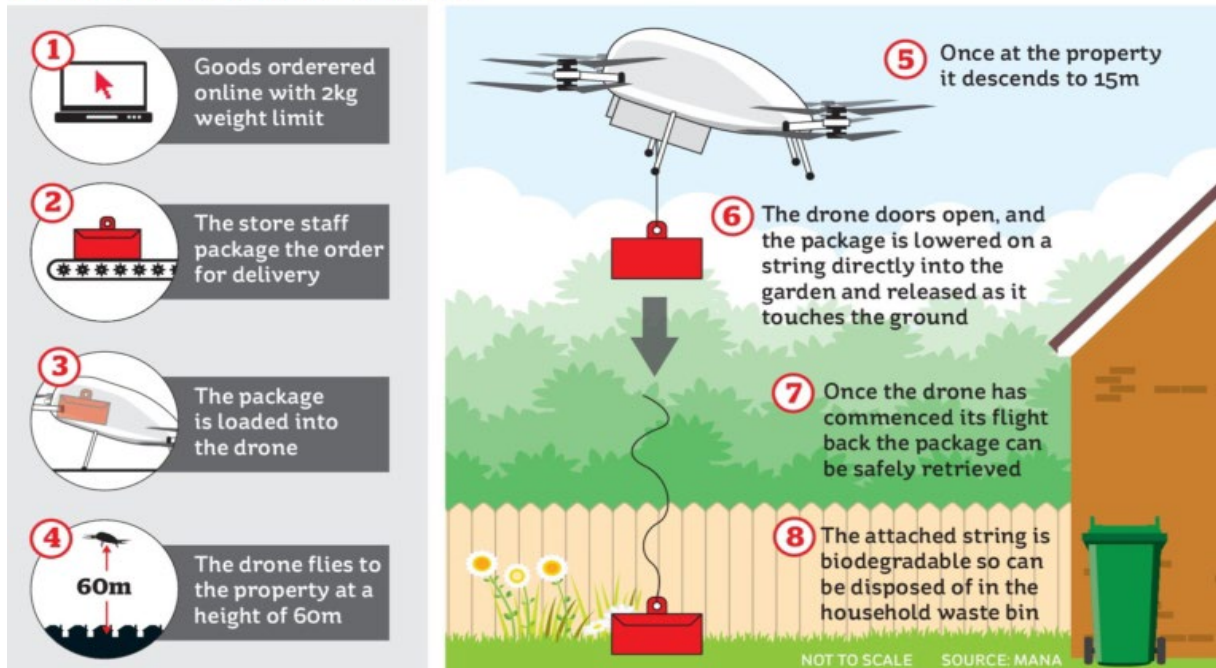 1
Goods orderered
online with 2kg
weight limit
2
The store staff
package the order
for delivery
3
The package
is loaded into
the drone
4
60m
The drone flies to
the property at a
height of 60m
5
Once at the property
it descends to 15m
6
The drone doors open, and
the package is lowered on a
string directly into the
garden and released as it
touches the ground
7
Once the drone has
commenced its flight
back the package can
be safely retrieved
8
The attached string is
biodegradable so can
be disposed of in the
household waste bin
NOT TO SCALE SOURCE: MANA